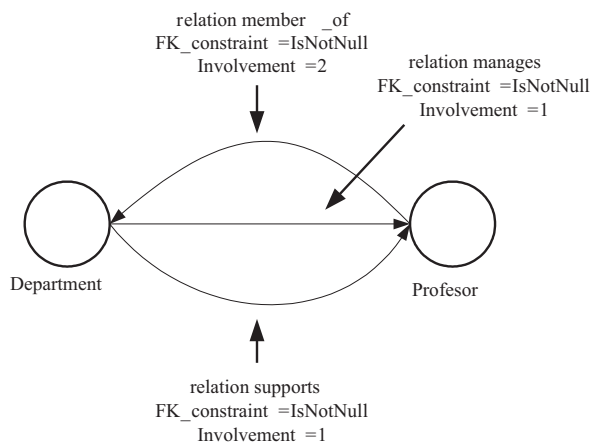 relation member _of
FK_constraint =IsNotNull
Involvement =2
relation manages
FK_constraint =IsNotNull
Involvement =1
Department
Profesor
relation supports
FK_constraint =IsNotNull
Involvement =1